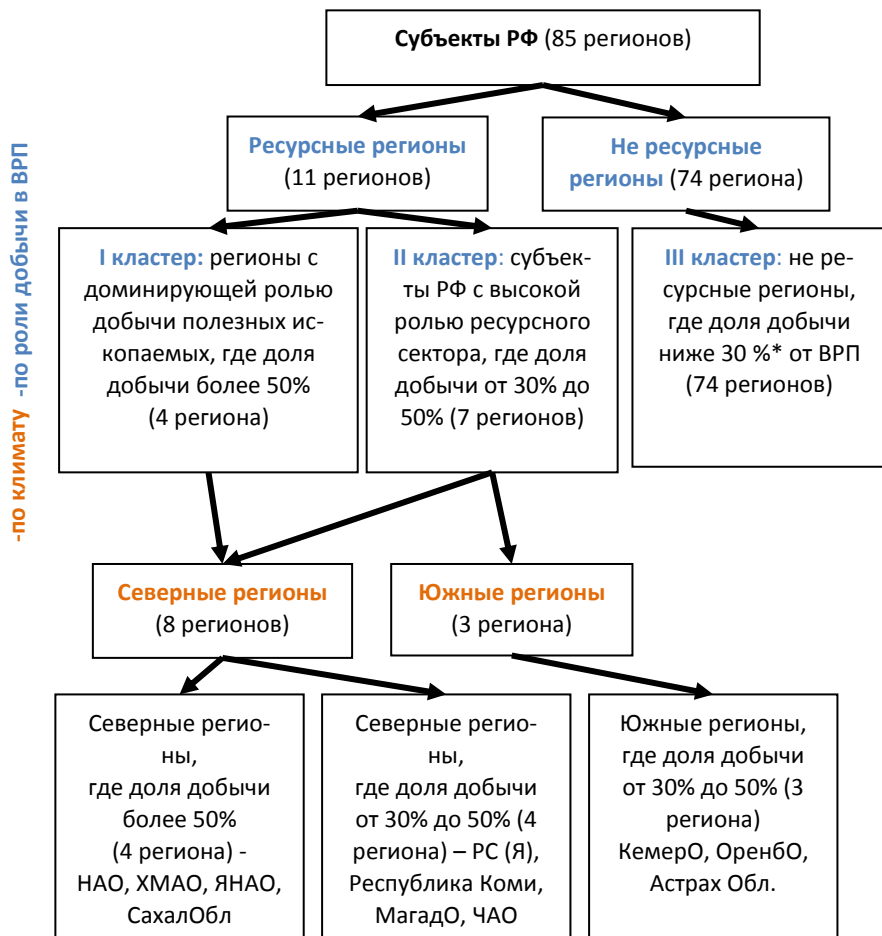 Субъекты РФ (85 регионов)
-по климату -по роли добычи в ВРП
Ресурсные регионы
(11 регионов)
Не ресурсные
регионы (74 региона)
I кластер: регионы с
доминирующей ролью
добычи полезных ис-
копаемых, где доля
добычи более 50%
(4 региона)
II кластер: субъек-
ты РФ с высокой
ролью ресурсного
сектора, где доля
добычи от 30% до
50% (7 регионов)
III кластер: не ре-
сурсные регионы,
где доля добычи
ниже 30 %* от ВРП
(74 регионов)
Северные регионы
(8 регионов)
Южные регионы
(3 региона)
Северные регио-
ны,
где доля добычи
более 50%
(4 региона) -
НАО, ХМАО, ЯНАО,
СахалОбл
Северные регио-
ны,
где доля добычи
от 30% до 50% (4
региона) – РС (Я),
Республика Коми,
МагадО, ЧАО
Южные регионы,
где доля добычи
от 30% до 50% (3
региона)
КемерО, ОренбО,
Астрах Обл.